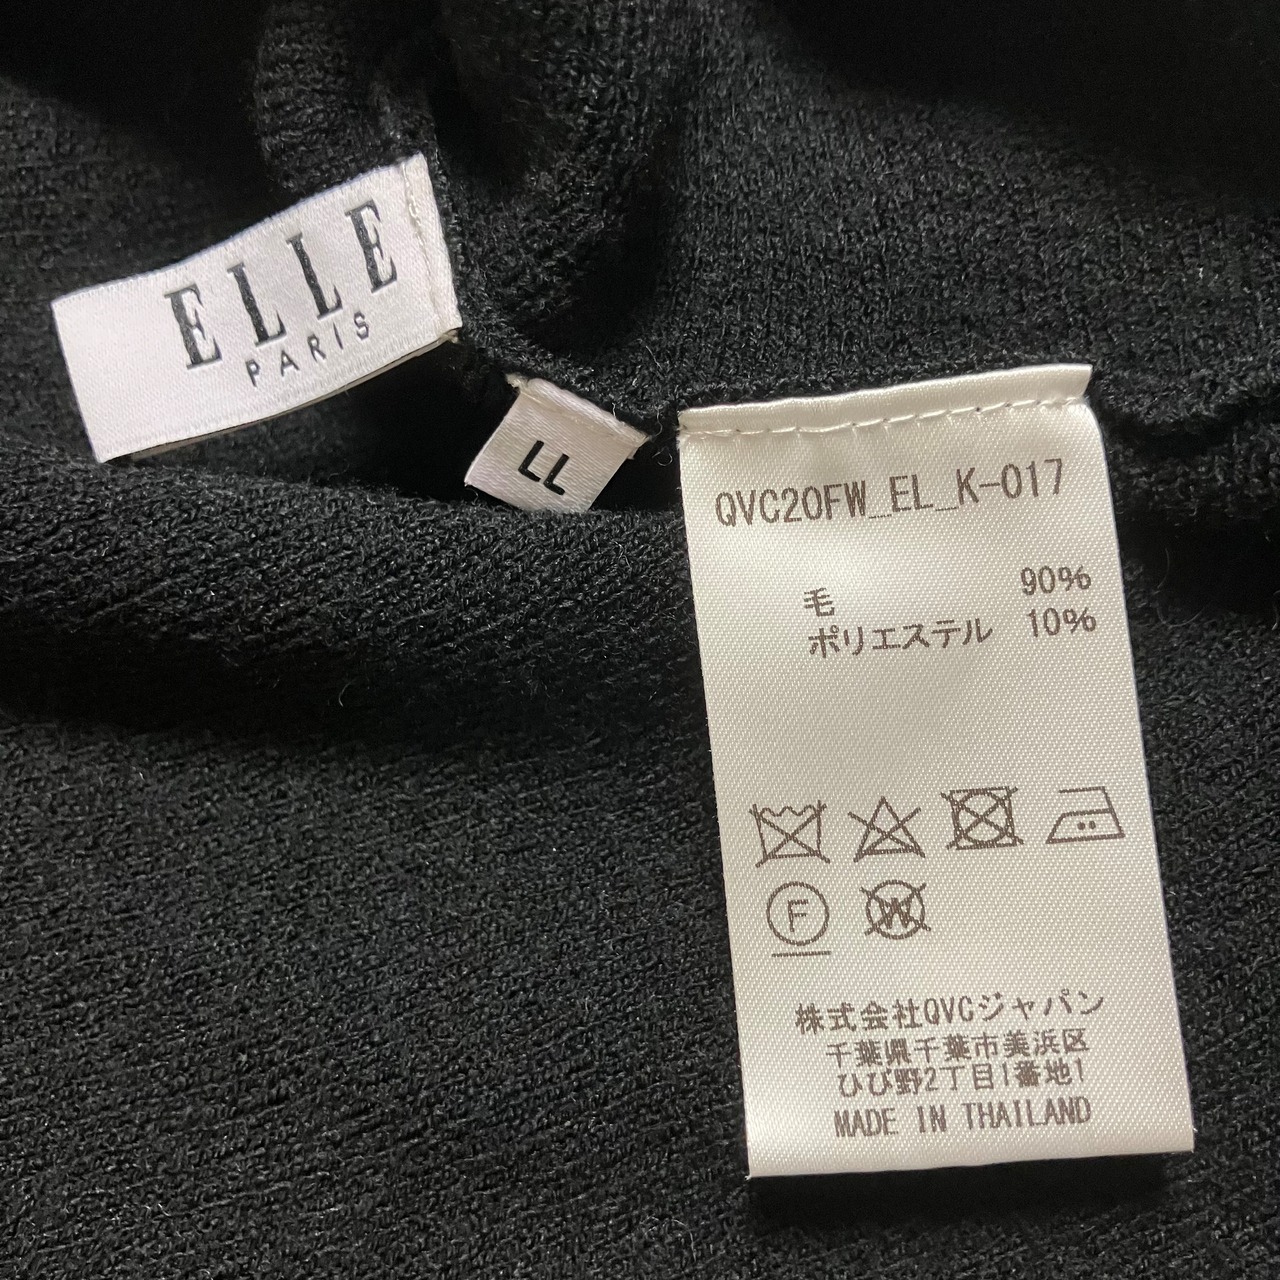 ELLE
PARIS
LL
QVC20FW_EL_K-017
毛 90%
ポリエステル 10%
F
W
株式会社QVCジャパン
千葉県千葉市美浜区
ひび野2丁目1番地1
MADE IN THAILAND